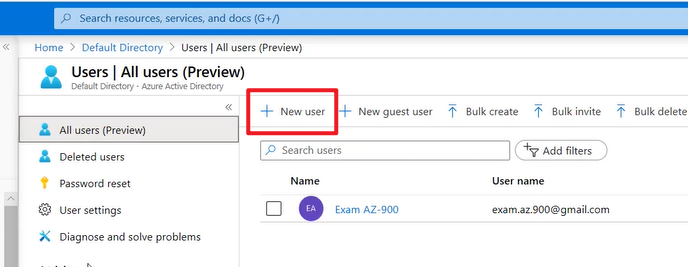 Search resources, services, and docs (G+/)
«
Home > Default Directory > Users | All users (Preview)
Users | All users (Preview)
Default Directory - Azure Active Directory
«
+ New user + New guest user Bulk create Bulk invite Bulk delete
All users (Preview)
Deleted users
Password reset
User settings
Diagnose and solve problems
Search users
Add filters
Name User name
EA Exam AZ-900 exam.az.900@gmail.com